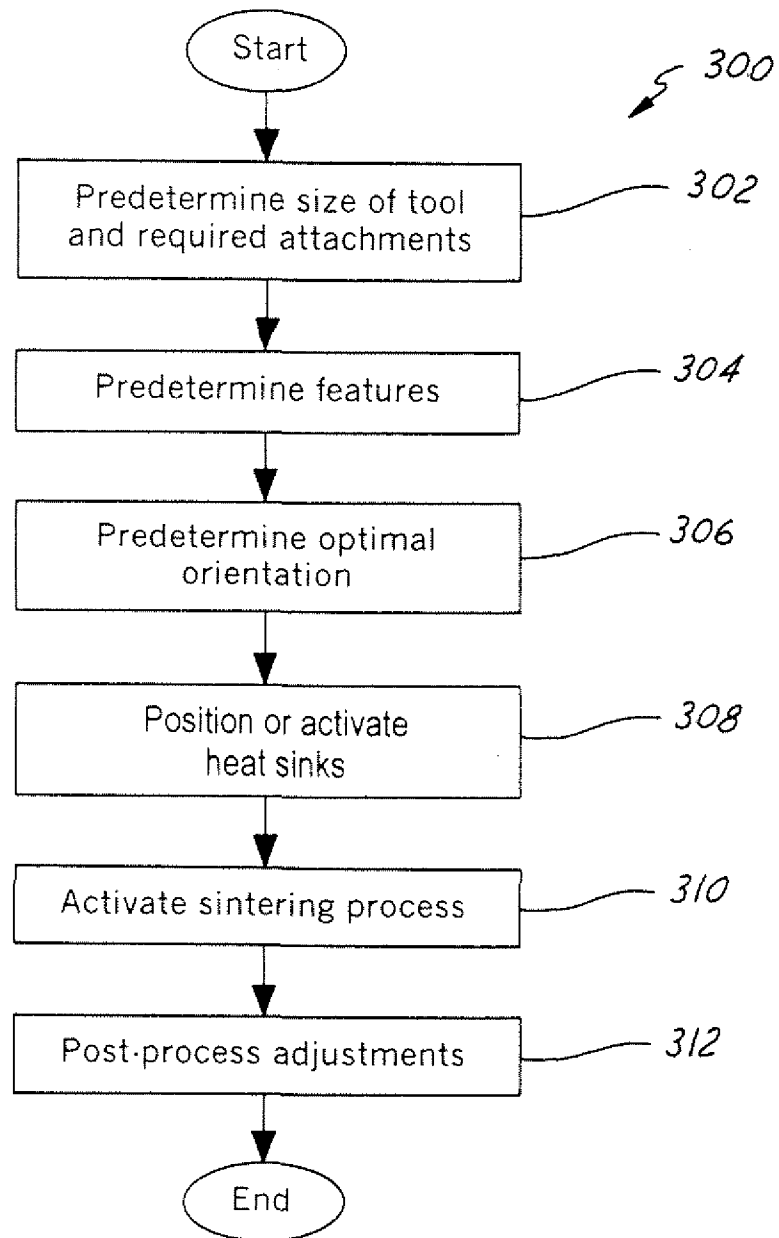 Start
300
Predetermine size of tool
and required attachments
302
Predetermine features
304
Predetermine optimal
orientation
306
Position or activate
heat sinks
308
Activate sintering process
310
Post-process adjustments
312
End